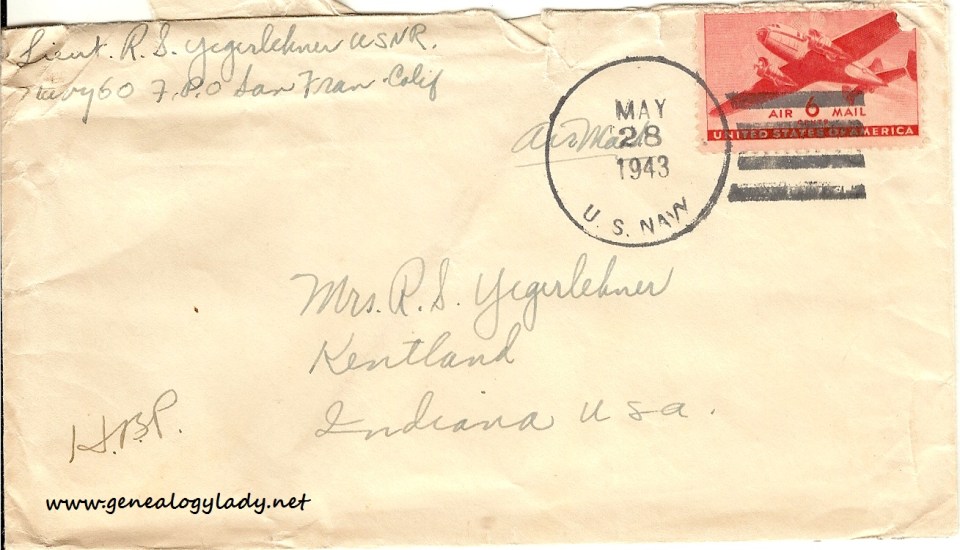 Lieut. R. S. Yegerlehner USNR.
Navy 60 F.P.O San Fran Calif
AIR 6 MAIL
UNITED STATES OF AMERICA
MAY
28
1943
U. S. NAVY
Air Mail
Mrs. R. S. Yegerlehner
Kentland
Indiana USA.
H.B.P.
www.genealogylady.net